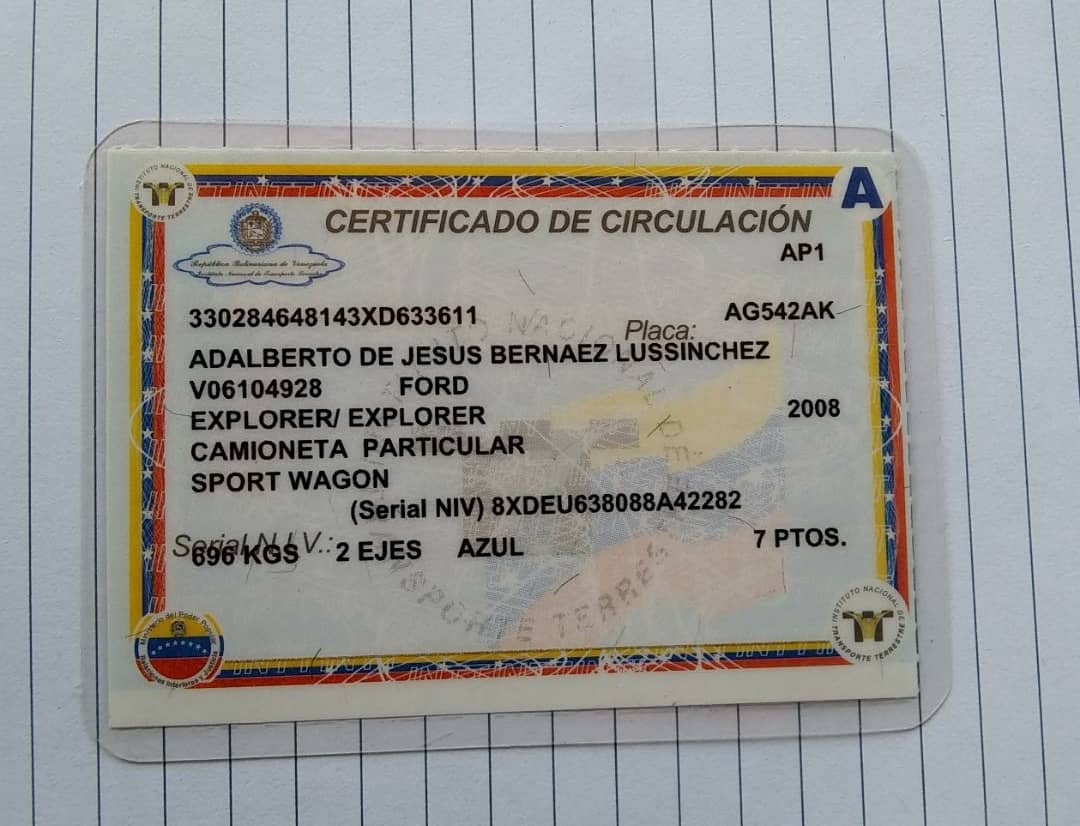 INSTITUTO NACIONAL DE TRANSPORTE TERRESTRE
A
CERTIFICADO DE CIRCULACIÓN
República Bolivariana de Venezuela
Instituto Nacional de Transporte Terrestre
AP1
330284648143XD633611
Placa: AG542AK
ADALBERTO DE JESUS BERNAEZ LUSSINCHEZ
V06104928 FORD
EXPLORER/ EXPLORER 2008
CAMIONETA PARTICULAR
SPORT WAGON
(Serial NIV) 8XDEU638088A42282
Serial N.I.V.:
696 KGS 2 EJES AZUL 7 PTOS.
Ministerio del Poder Popular
Relaciones Interiores y Justicia
INSTITUTO NACIONAL DE TRANSPORTE TERRESTRE